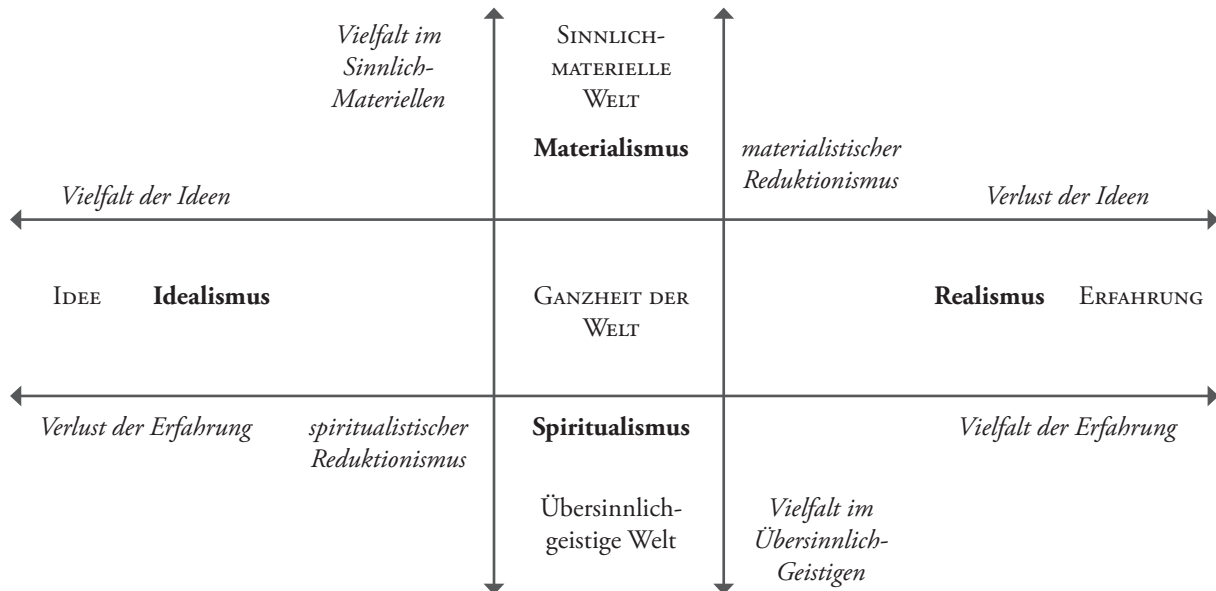 Vielfalt im
Sinnlich-
Materiellen
Sinnlich-
materielle
Welt
Materialismus
materialistischer
Reduktionismus
Vielfalt der Ideen
Verlust der Ideen
Idee
Idealismus
Ganzheit der
Welt
Realismus
Erfahrung
Verlust der Erfahrung
spiritualistischer
Reduktionismus
Spiritualismus
Vielfalt der Erfahrung
Übersinnlich-
geistige Welt
Vielfalt im
Übersinnlich-
Geistigen